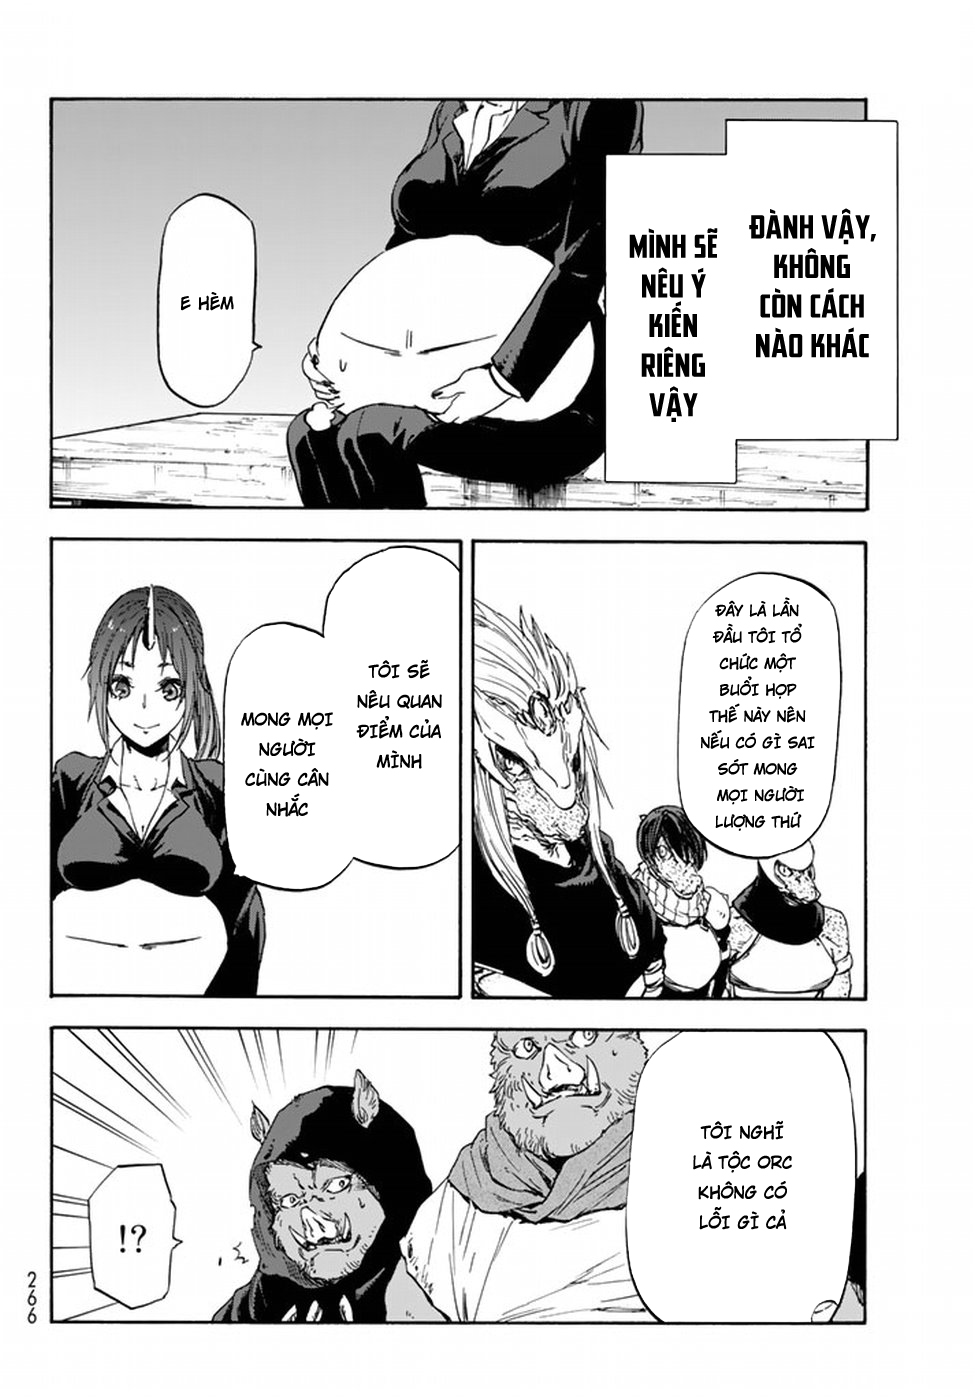 ĐÀNH VẬY,
KHÔNG
CÒN CÁCH
NÀO KHÁC
MÌNH SẼ
NÊU Ý
KIẾN
RIÊNG
VẬY
E HÈM
ĐÂY LÀ LẦN
ĐẦU TÔI TỔ
CHỨC MỘT
BUỔI HỌP
THẾ NÀY NÊN
NẾU CÓ GÌ SAI
SÓT MONG
MỌI NGƯỜI
LƯỢNG THỨ
TÔI SẼ
NÊU QUAN
ĐIỂM CỦA
MÌNH
MONG MỌI
NGƯỜI
CÙNG CÂN
NHẮC
TÔI NGHĨ
LÀ TỘC ORC
KHÔNG CÓ
LỖI GÌ CẢ
!?
266